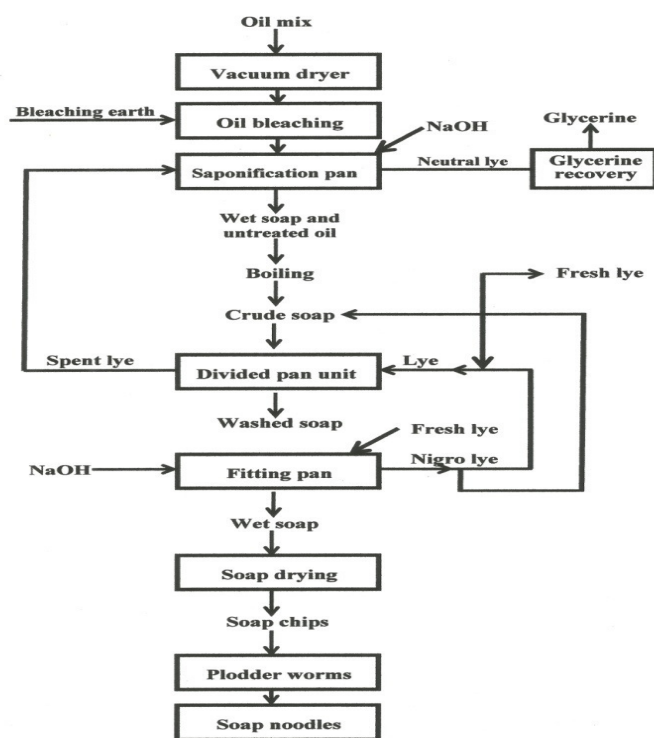 Oil mix
Vacuum dryer
Bleaching earth
Oil bleaching
NaOH
Glycerine
Saponification pan
Neutral lye
Glycerine
recovery
Wet soap and
untreated oil
Boiling
Fresh lye
Crude soap
Spent lye
Divided pan unit
Lye
Washed soap
Fresh lye
NaOH
Fitting pan
Nigro lye
Wet soap
Soap drying
Soap chips
Plodder worms
Soap noodles